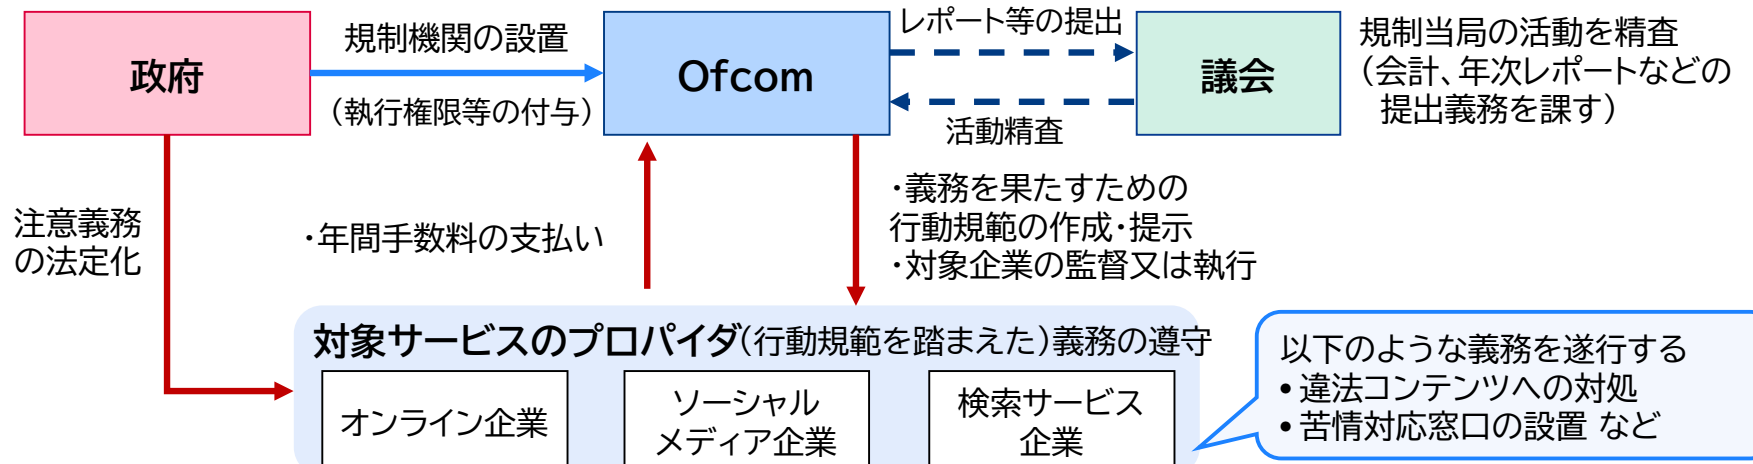 政府
規制機関の設置
(執行権限等の付与)
Ofcom
レポート等の提出
活動精査
議会
規制当局の活動を精査
(会計、年次レポートなどの
提出義務を課す)
注意義務
の法定化
・年間手数料の支払い
・義務を果たすための
行動規範の作成・提示
・対象企業の監督又は執行
対象サービスのプロバイダ(行動規範を踏まえた)義務の遵守
オンライン企業
ソーシャル
メディア企業
検索サービス
企業
以下のような義務を遂行する
• 違法コンテンツへの対処
• 苦情対応窓口の設置 など